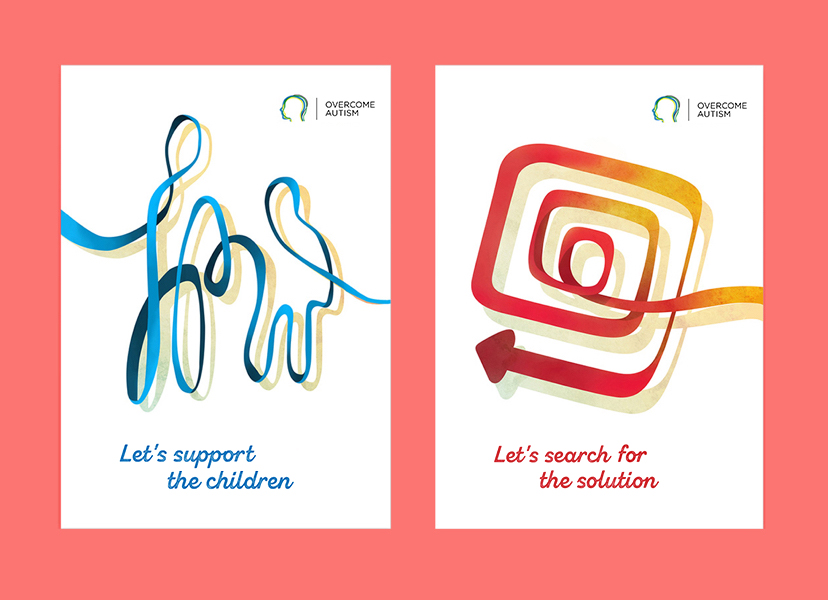 OVERCOME
AUTISM
Let's support
the children
OVERCOME
AUTISM
Let's search for
the solution